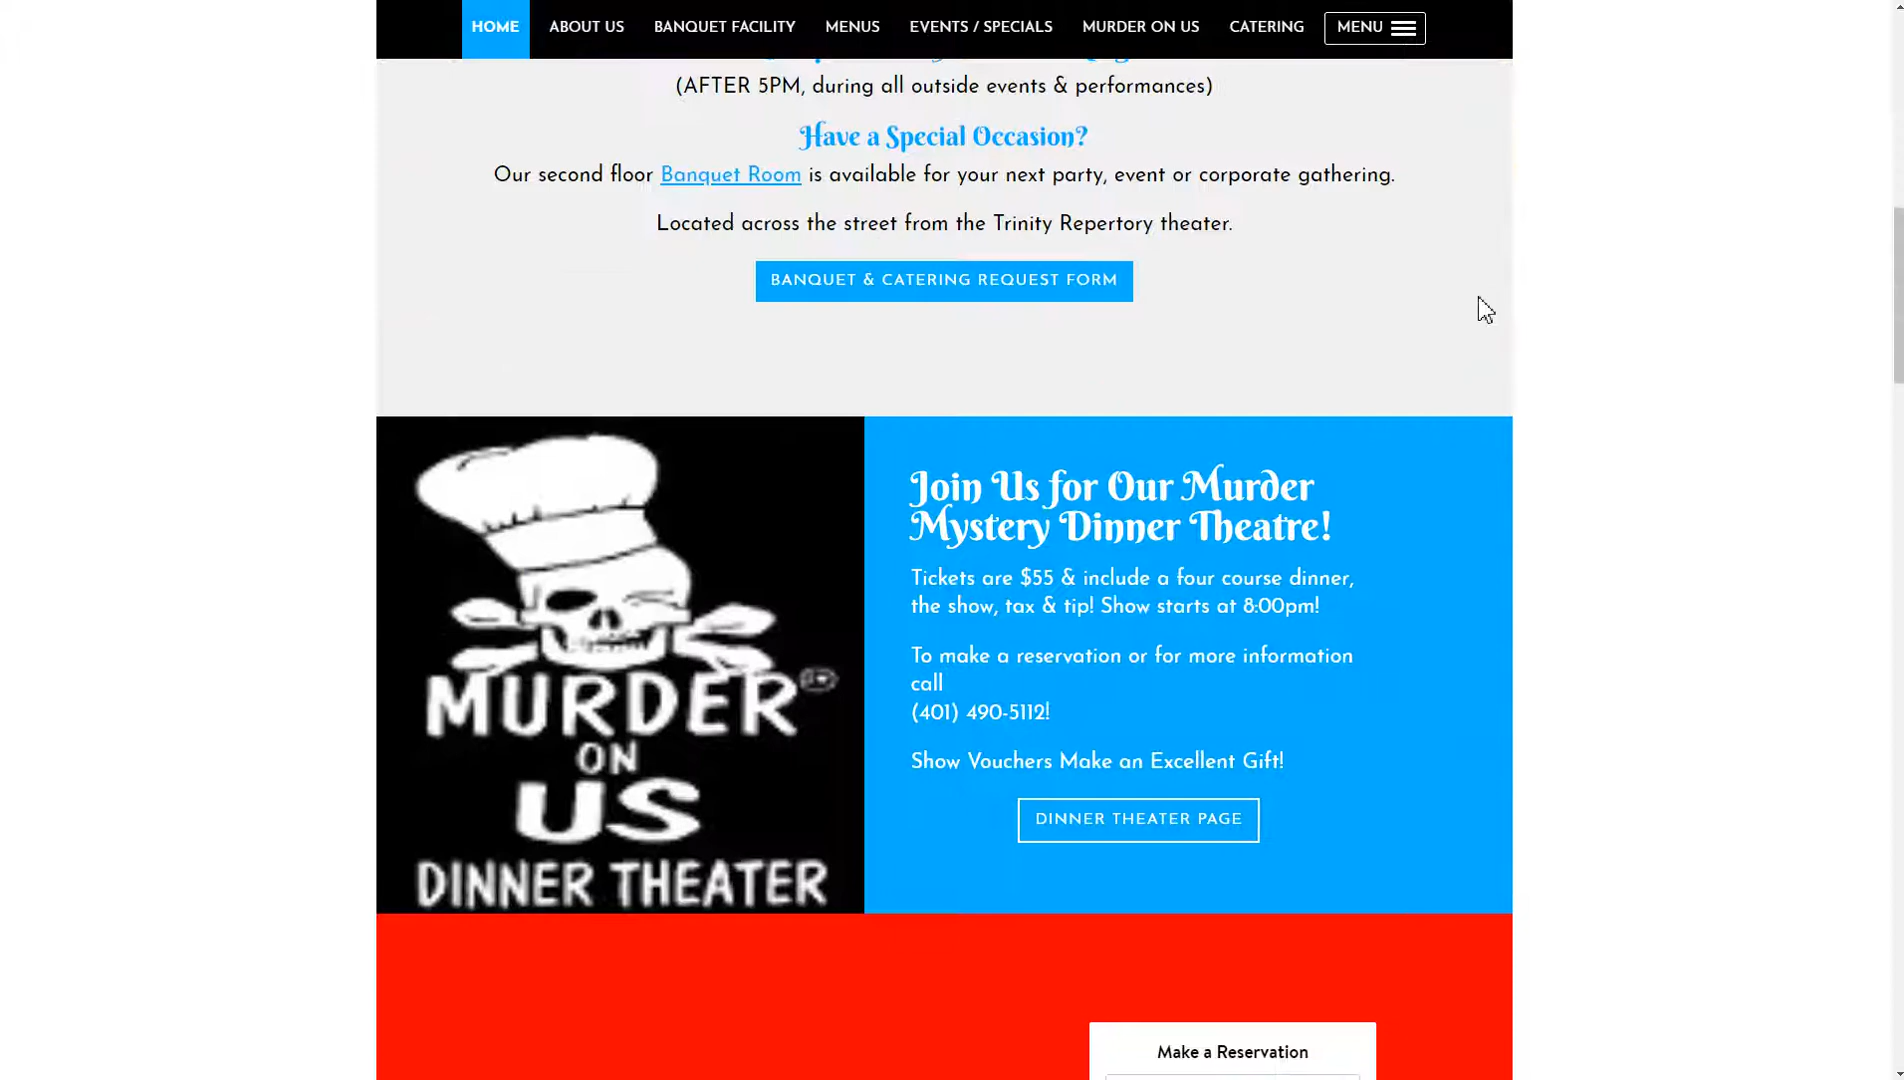 HOME ABOUT US BANQUET FACILITY MENUS EVENTS / SPECIALS MURDER ON US CATERING MENU
(AFTER 5PM, during all outside events & performances)
Have a Special Occasion?
Our second floor Banquet Room is available for your next party, event or corporate gathering.
Located across the street from the Trinity Repertory theater.
BANQUET & CATERING REQUEST FORM
MURDER®
ON
US
DINNER THEATER
Join Us for Our Murder
Mystery Dinner Theatre!
Tickets are $55 & include a four course dinner,
the show, tax & tip! Show starts at 8:00pm!
To make a reservation or for more information
call
(401) 490-5112!
Show Vouchers Make an Excellent Gift!
DINNER THEATER PAGE
Make a Reservation